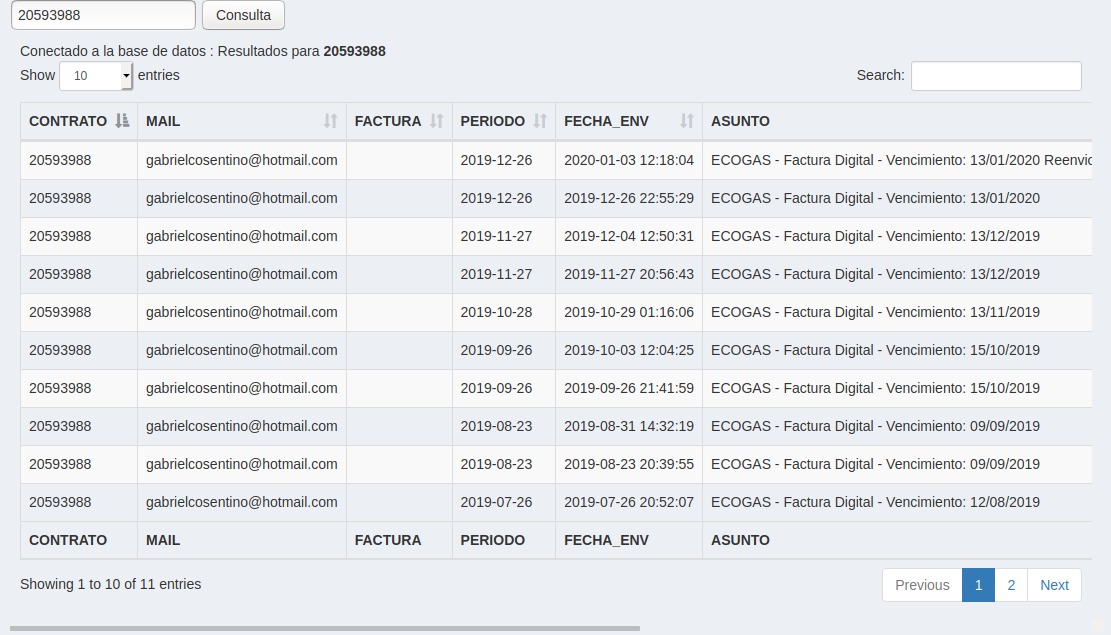 20593988 Consulta
Conectado a la base de datos : Resultados para 20593988
Show 10 entries Search:
CONTRATO MAIL FACTURA PERIODO FECHA_ENV ASUNTO
20593988 gabrielcosentino@hotmail.com 2019-12-26 2020-01-03 12:18:04 ECOGAS - Factura Digital - Vencimiento: 13/01/2020 Reenvio
20593988 gabrielcosentino@hotmail.com 2019-12-26 2019-12-26 22:55:29 ECOGAS - Factura Digital - Vencimiento: 13/01/2020
20593988 gabrielcosentino@hotmail.com 2019-11-27 2019-12-04 12:50:31 ECOGAS - Factura Digital - Vencimiento: 13/12/2019
20593988 gabrielcosentino@hotmail.com 2019-11-27 2019-11-27 20:56:43 ECOGAS - Factura Digital - Vencimiento: 13/12/2019
20593988 gabrielcosentino@hotmail.com 2019-10-28 2019-10-29 01:16:06 ECOGAS - Factura Digital - Vencimiento: 13/11/2019
20593988 gabrielcosentino@hotmail.com 2019-09-26 2019-10-03 12:04:25 ECOGAS - Factura Digital - Vencimiento: 15/10/2019
20593988 gabrielcosentino@hotmail.com 2019-09-26 2019-09-26 21:41:59 ECOGAS - Factura Digital - Vencimiento: 15/10/2019
20593988 gabrielcosentino@hotmail.com 2019-08-23 2019-08-31 14:32:19 ECOGAS - Factura Digital - Vencimiento: 09/09/2019
20593988 gabrielcosentino@hotmail.com 2019-08-23 2019-08-23 20:39:55 ECOGAS - Factura Digital - Vencimiento: 09/09/2019
20593988 gabrielcosentino@hotmail.com 2019-07-26 2019-07-26 20:52:07 ECOGAS - Factura Digital - Vencimiento: 12/08/2019
CONTRATO MAIL FACTURA PERIODO FECHA_ENV ASUNTO
Showing 1 to 10 of 11 entries Previous 1 2 Next